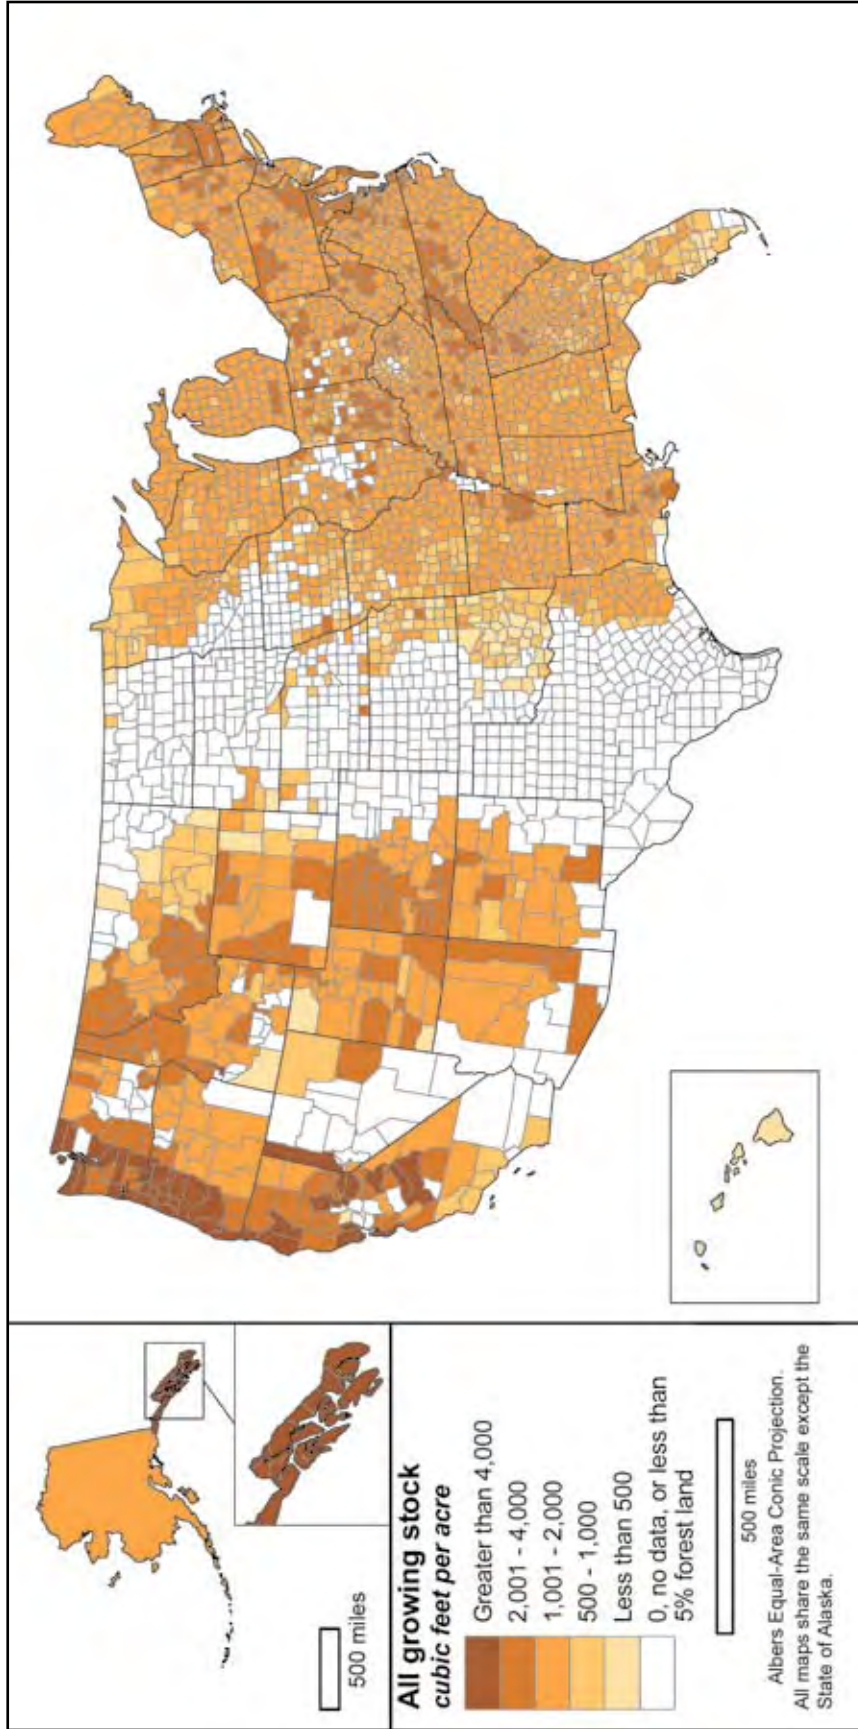 500 miles
All growing stock
cubic feet per acre
Greater than 4,000
2,001 - 4,000
1,001 - 2,000
500 - 1,000
Less than 500
0, no data, or less than
5% forest land
500 miles
Albers Equal-Area Conic Projection.
All maps share the same scale except the
State of Alaska.